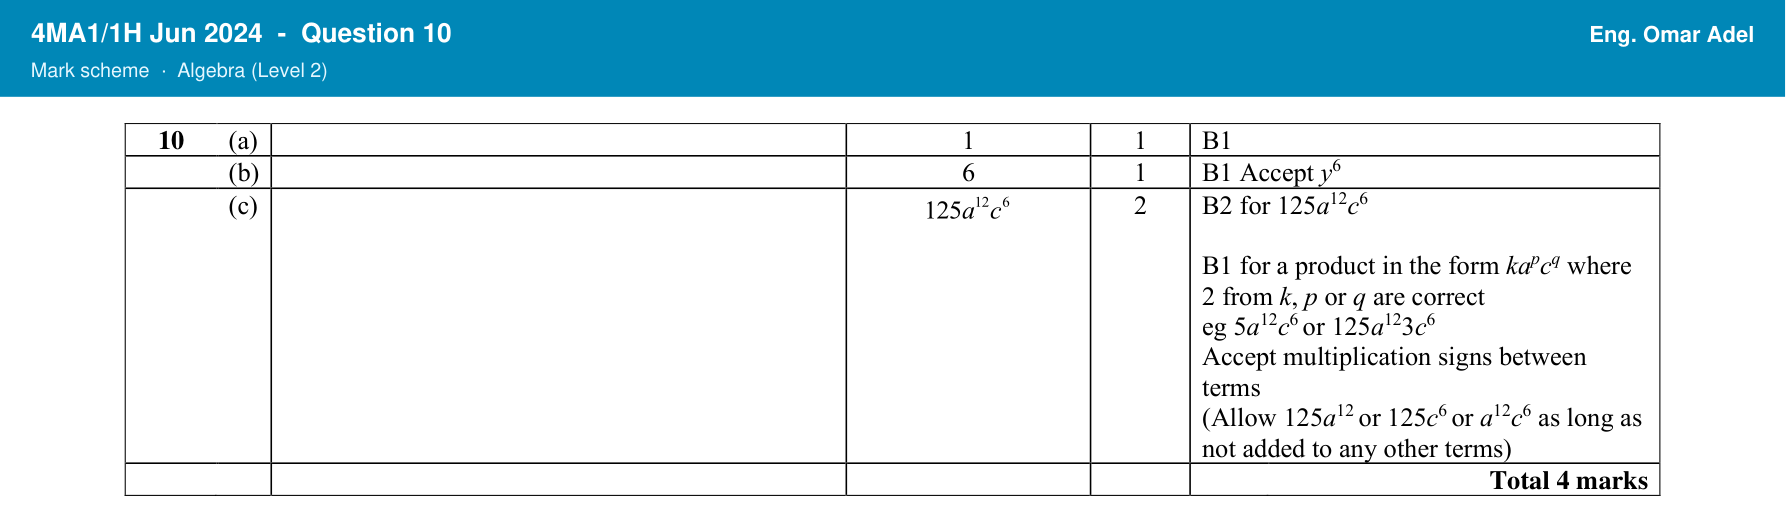 4MA1/1H Jun 2024 - Question 10
Eng. Omar Adel
Mark scheme · Algebra (Level 2)
10 (a) 1 1 B1
(b) 6 1 B1 Accept y⁶
(c) 125a¹²c⁶ 2 B2 for 125a¹²c⁶
B1 for a product in the form kaᵖc^q where
2 from k, p or q are correct
eg 5a¹²c⁶ or 125a¹²3c⁶
Accept multiplication signs between
terms
(Allow 125a¹² or 125c⁶ or a¹²c⁶ as long as
not added to any other terms)
Total 4 marks